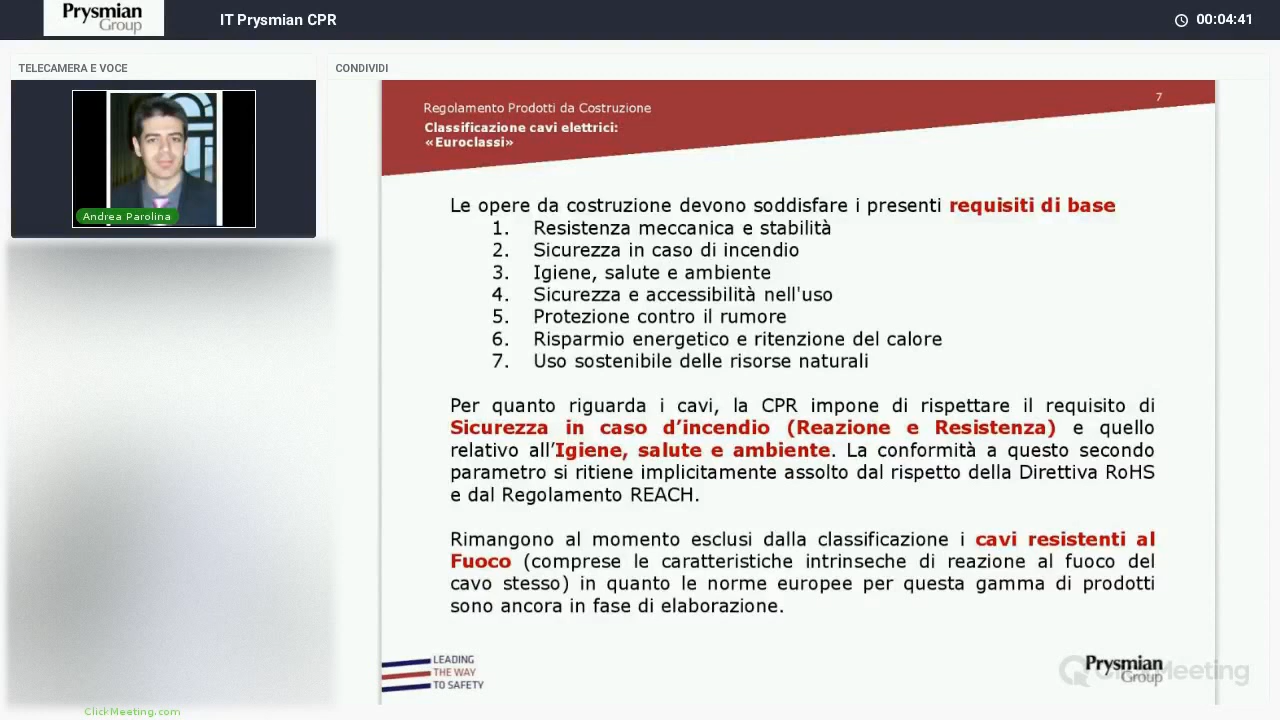 Prysmian
Group
IT Prysmian CPR
00:04:41
TELECAMERA E VOCE
CONDIVIDI
Andrea Parolina
Regolamento Prodotti da Costruzione
7
Classificazione cavi elettrici:
«Euroclassi»
Le opere da costruzione devono soddisfare i presenti requisiti di base
1. Resistenza meccanica e stabilità
2. Sicurezza in caso di incendio
3. Igiene, salute e ambiente
4. Sicurezza e accessibilità nell'uso
5. Protezione contro il rumore
6. Risparmio energetico e ritenzione del calore
7. Uso sostenibile delle risorse naturali
Per quanto riguarda i cavi, la CPR impone di rispettare il requisito di
Sicurezza in caso d’incendio (Reazione e Resistenza) e quello
relativo all’Igiene, salute e ambiente. La conformità a questo secondo
parametro si ritiene implicitamente assolto dal rispetto della Direttiva RoHS
e dal Regolamento REACH.
Rimangono al momento esclusi dalla classificazione i cavi resistenti al
Fuoco (comprese le caratteristiche intrinseche di reazione al fuoco del
cavo stesso) in quanto le norme europee per questa gamma di prodotti
sono ancora in fase di elaborazione.
LEADING
THE WAY
TO SAFETY
Prysmian
Group
ClickMeeting
ClickMeeting.com